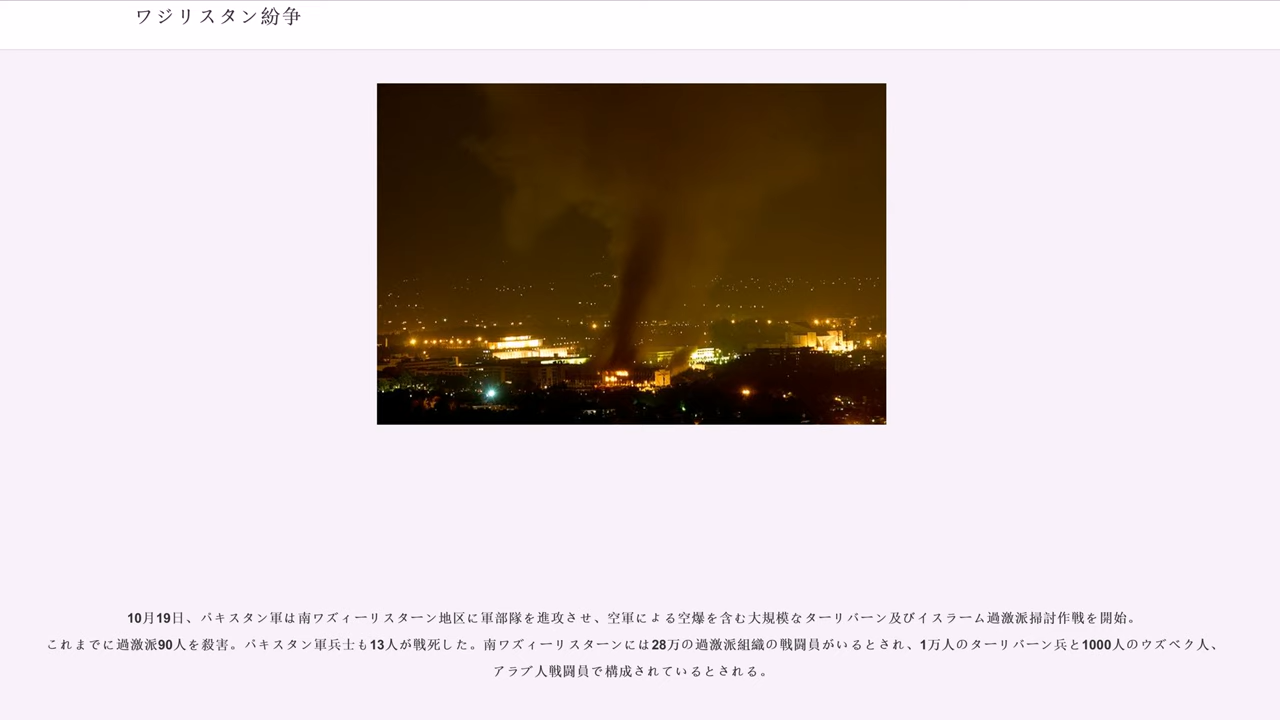 ワジリスタン紛争
10月19日、パキスタン軍は南ワズィーリスターン地区に軍部隊を進攻させ、空軍による空爆を含む大規模なターリバーン及びイスラーム過激派掃討作戦を開始。
これまでに過激派90人を殺害。パキスタン軍兵士も13人が戦死した。南ワズィーリスターンには28万の過激派組織の戦闘員がいるとされ、1万人のターリバーン兵と1000人のウズベク人、
アラブ人戦闘員で構成されているとされる。